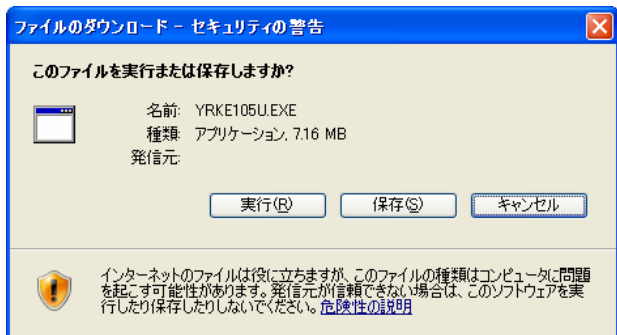 ファイルのダウンロード - セキュリティの警告
このファイルを実行または保存しますか?
名前: YRKE105U.EXE
種類: アプリケーション, 7.16 MB
発信元:
実行(R) 保存(S) キャンセル
インターネットのファイルは役に立ちますが、このファイルの種類はコンピュータに問題
を起こす可能性があります。発信元が信頼できない場合は、このソフトウェアを実
行したり保存したりしないでください。危険性の説明